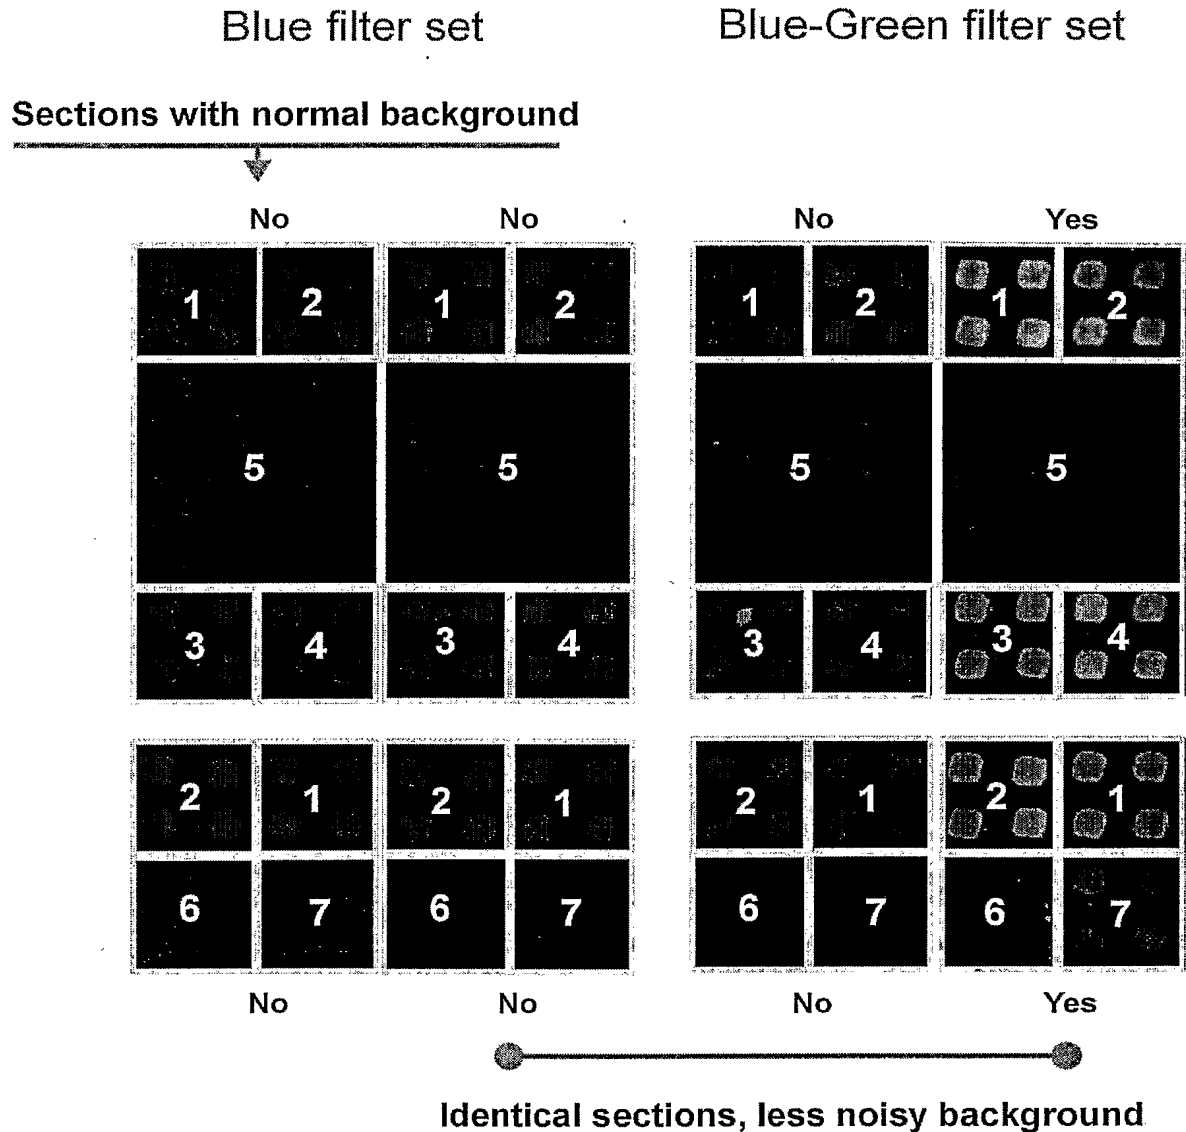 Blue filter set Blue-Green filter set
Sections with normal background
No No No Yes
1 2 1 2 1 2 1 2
5 5 5 5
3 4 3 4 3 4 3 4
2 1 2 1 2 1 2 1
6 7 6 7 6 7 6 7
No No No Yes
Identical sections, less noisy background